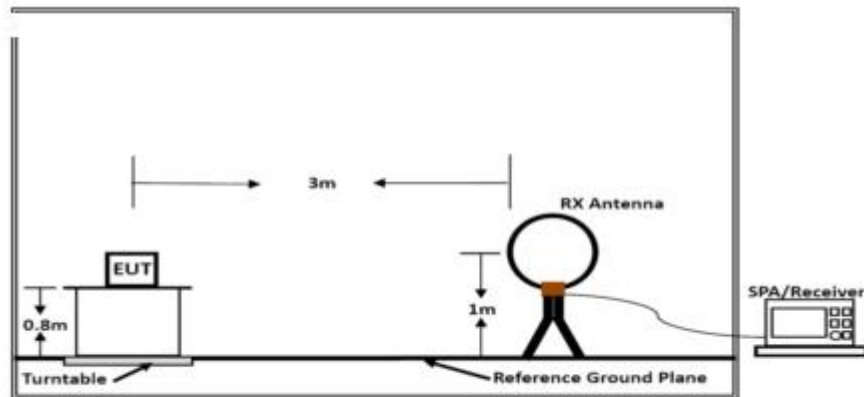 3m
RX Antenna
EUT
SPA/Receiver
0.8m
1m
Turntable
Reference Ground Plane